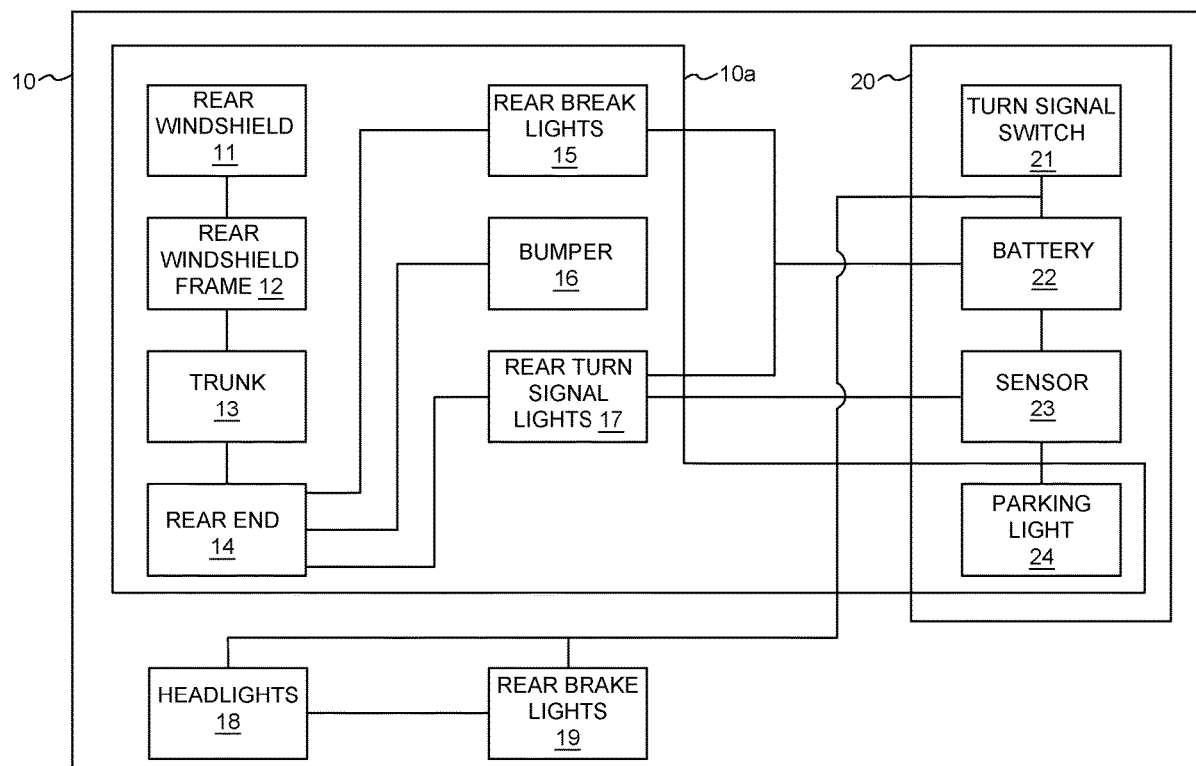 10
10a
20
REAR
WINDSHIELD
11
REAR BREAK
LIGHTS
15
TURN SIGNAL
SWITCH
21
REAR
WINDSHIELD
FRAME 12
BUMPER
16
BATTERY
22
TRUNK
13
REAR TURN
SIGNAL
LIGHTS 17
SENSOR
23
REAR END
14
PARKING
LIGHT
24
HEADLIGHTS
18
REAR BRAKE
LIGHTS
19